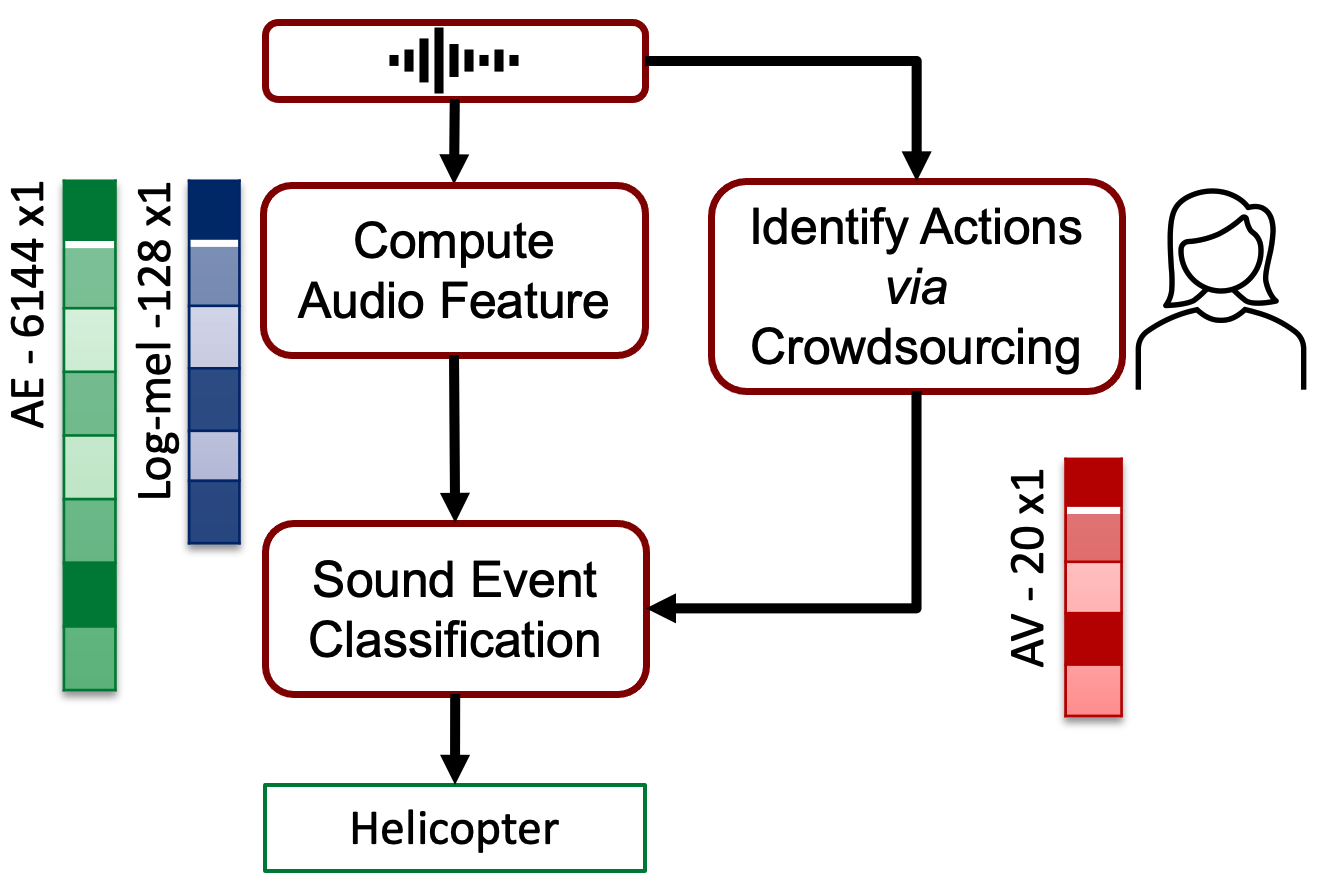 AE - 6144 x1
Log-mel -128 x1
Compute
Audio Feature
Identify Actions
via
Crowdsourcing
Sound Event
Classification
AV - 20 x1
Helicopter